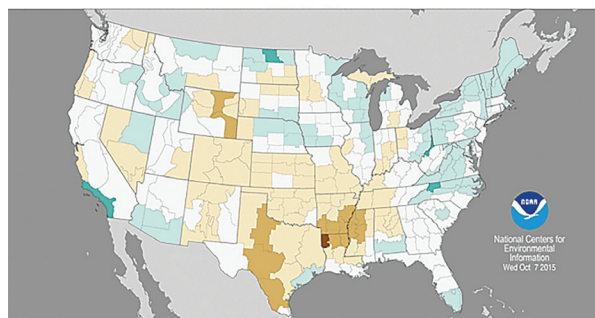 NOAA
National Centers for
Environmental
Information
Wed Oct 7 2015